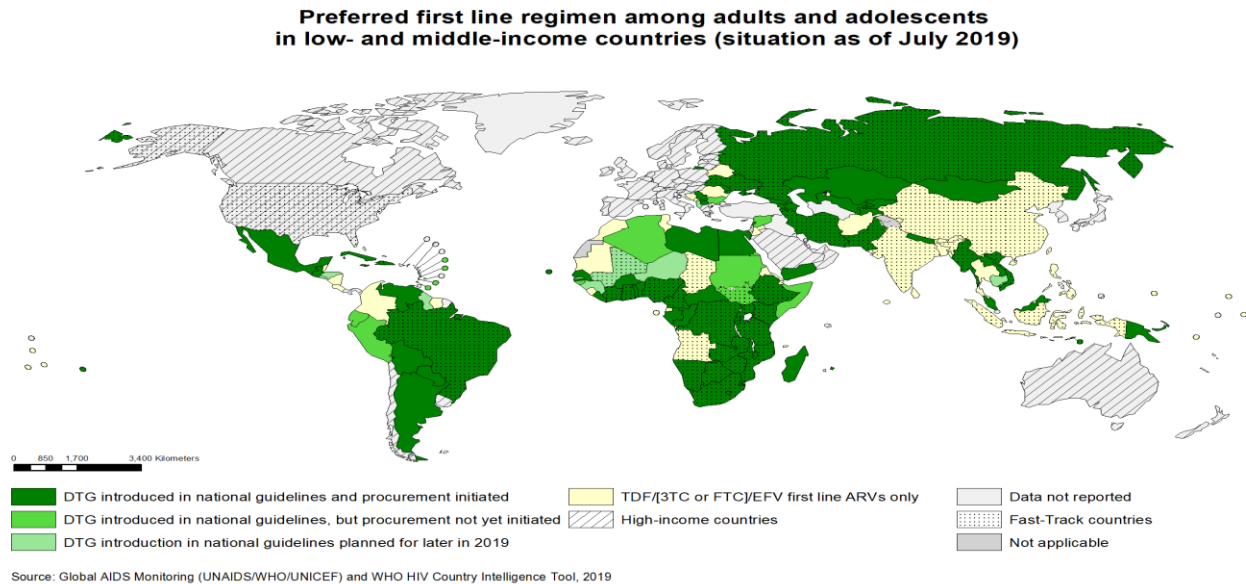 Preferred first line regimen among adults and adolescents
in low- and middle-income countries (situation as of July 2019)
0 850 1,700 3,400 Kilometers
DTG introduced in national guidelines and procurement initiated
DTG introduced in national guidelines, but procurement not yet initiated
DTG introduction in national guidelines planned for later in 2019
TDF/[3TC or FTC]/EFV first line ARVs only
High-income countries
Data not reported
Fast-Track countries
Not applicable
Source: Global AIDS Monitoring (UNAIDS/WHO/UNICEF) and WHO HIV Country Intelligence Tool, 2019